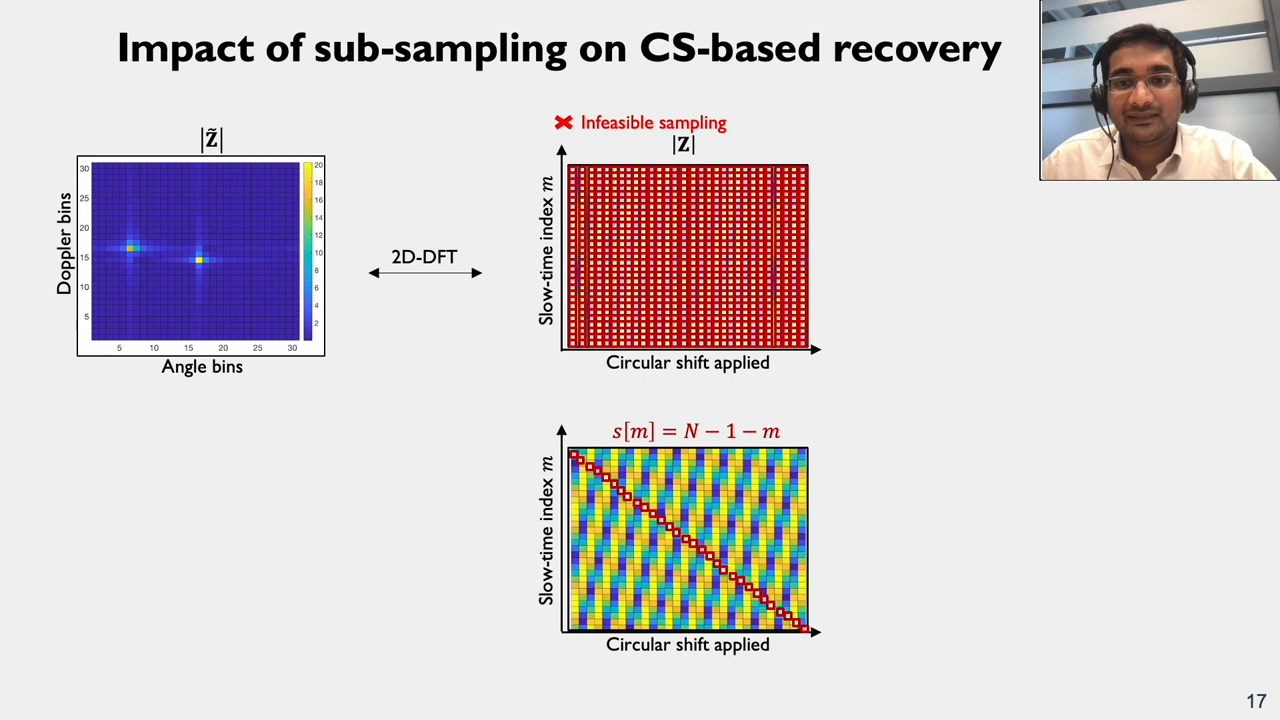 Impact of sub-sampling on CS-based recovery
|Z̃|
Doppler bins
30
25
20
15
10
5
5 10 15 20 25 30
20
18
16
14
12
10
8
6
4
2
Angle bins
2D-DFT
✖ Infeasible sampling
|Z|
Slow-time index m
Circular shift applied
s[m] = N − 1 − m
Slow-time index m
Circular shift applied
17